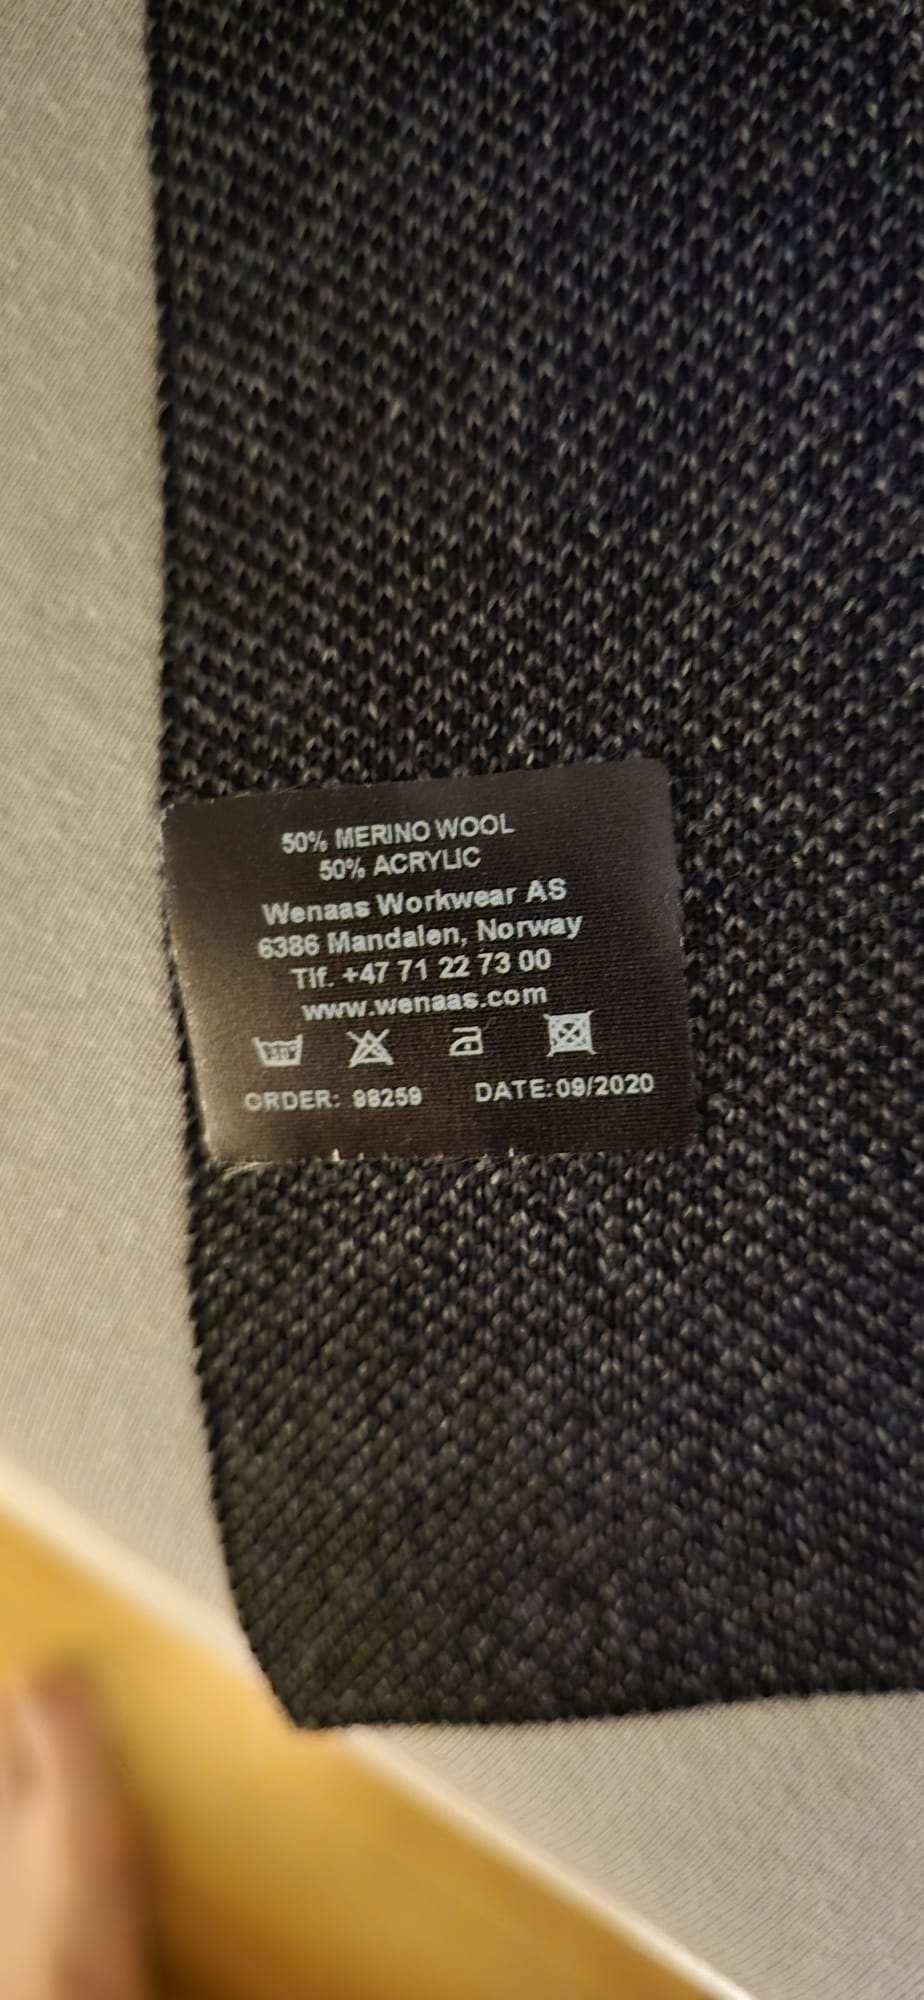 50% MERINO WOOL
50% ACRYLIC
Wenaas Workwear AS
6386 Mandalen, Norway
Tlf. +47 71 22 73 00
www.wenaas.com
ORDER: 98259 DATE: 09/2020